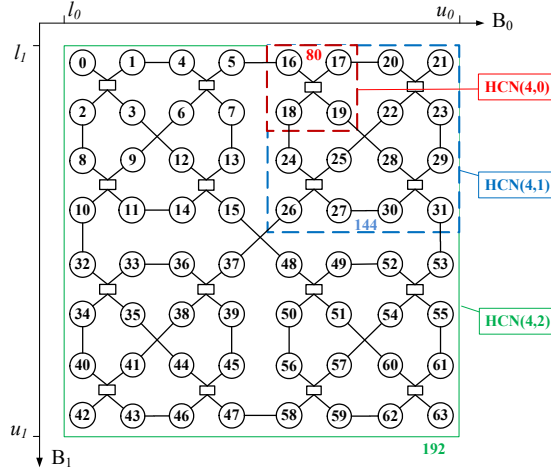 l0 u0 B0
l1
0 1 4 5 16 80 17 20 21
HCN(4,0)
2 3 6 7 18 19 22 23
8 9 12 13 24 25 28 29
HCN(4,1)
10 11 14 15 26 27 30 31
144
32 33 36 37 48 49 52 53
34 35 38 39 50 51 54 55
HCN(4,2)
40 41 44 45 56 57 60 61
42 43 46 47 58 59 62 63
u1
192
B1